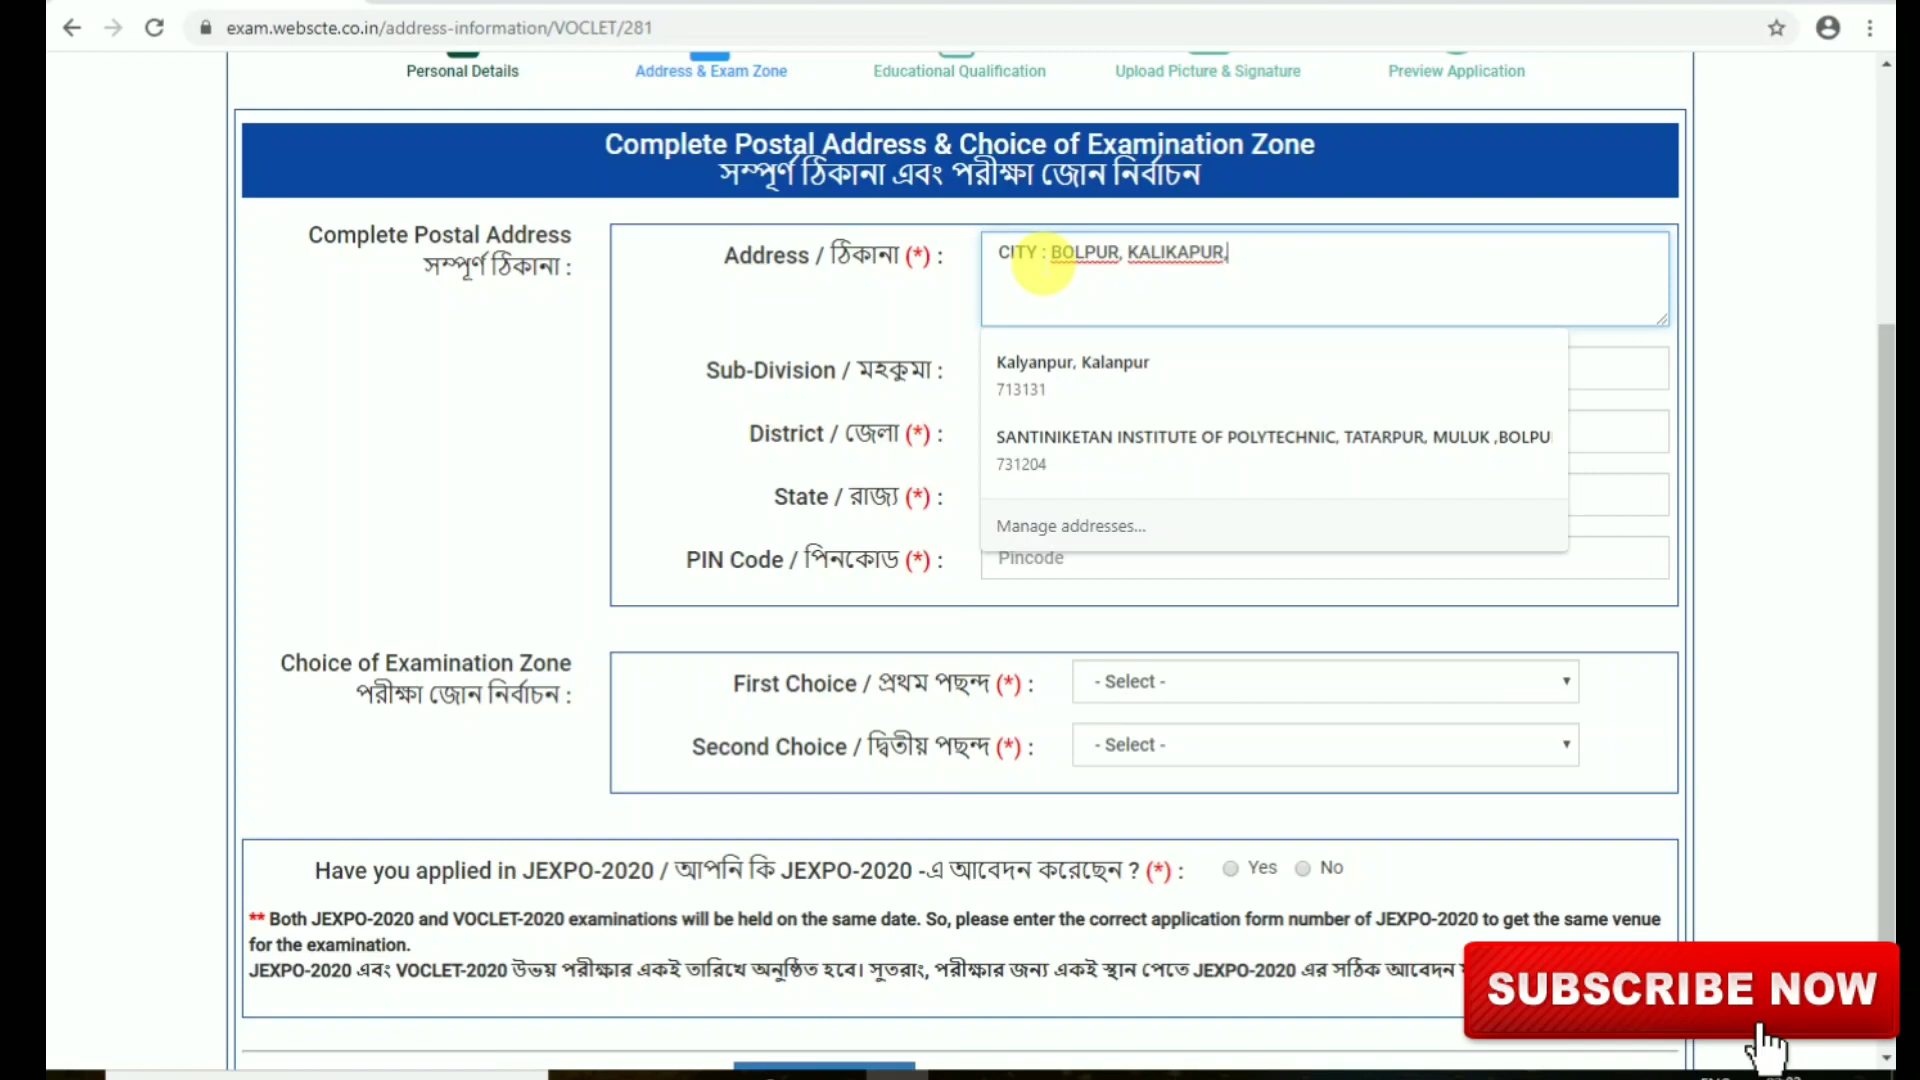 exam.webscte.co.in/address-information/VOCLET/281
Personal Details
Address & Exam Zone
Educational Qualification
Upload Picture & Signature
Preview Application
Complete Postal Address & Choice of Examination Zone
সম্পূর্ণ ঠিকানা এবং পরীক্ষা জোন নির্বাচন
Complete Postal Address
সম্পূর্ণ ঠিকানা :
Address / ঠিকানা (*) :
CITY : BOLPUR, KALIKAPUR,
Kalyanpur, Kalanpur
713131
SANTINIKETAN INSTITUTE OF POLYTECHNIC, TATARPUR, MULUK ,BOLPU
731204
Manage addresses...
Sub-Division / মহকুমা :
District / জেলা (*) :
State / রাজ্য (*) :
PIN Code / পিনকোড (*) :
Pincode
Choice of Examination Zone
পরীক্ষা জোন নির্বাচন :
First Choice / প্রথম পছন্দ (*) :
- Select -
Second Choice / দ্বিতীয় পছন্দ (*) :
- Select -
Have you applied in JEXPO-2020 / আপনি কি JEXPO-2020 -এ আবেদন করেছেন ? (*) :
Yes
No
** Both JEXPO-2020 and VOCLET-2020 examinations will be held on the same date. So, please enter the correct application form number of JEXPO-2020 to get the same venue
for the examination.
JEXPO-2020 এবং VOCLET-2020 উভয় পরীক্ষার একই তারিখে অনুষ্ঠিত হবে। সুতরাং, পরীক্ষার জন্য একই স্থান পেতে JEXPO-2020 এর সঠিক আবেদন
SUBSCRIBE NOW